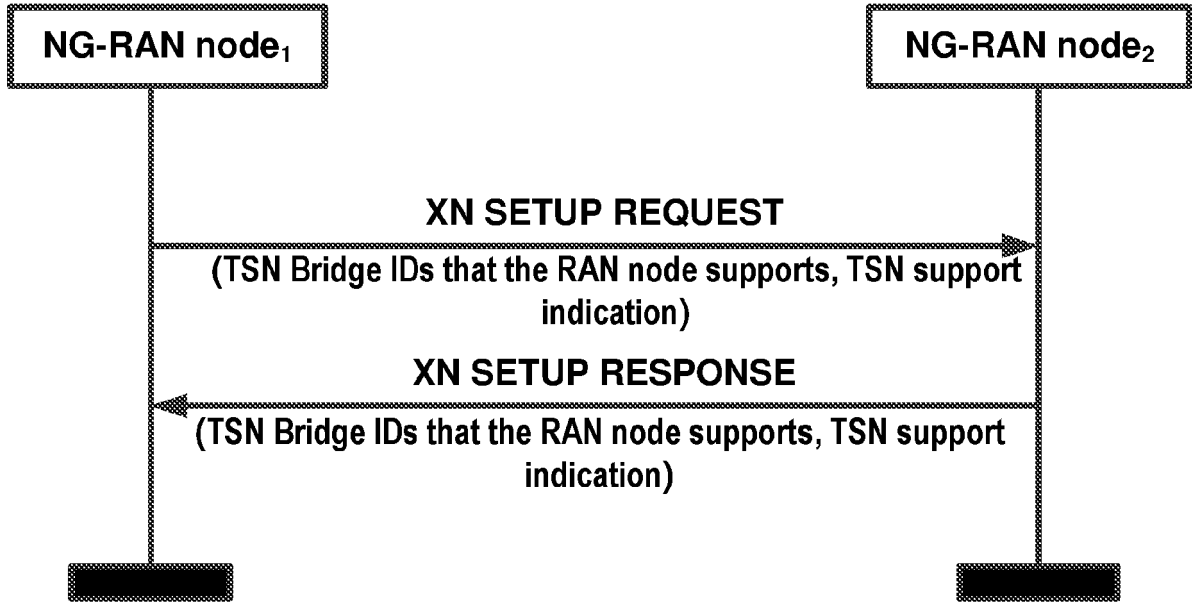 NG-RAN node₁
NG-RAN node₂
XN SETUP REQUEST
(TSN Bridge IDs that the RAN node supports, TSN support
indication)
XN SETUP RESPONSE
(TSN Bridge IDs that the RAN node supports, TSN support
indication)